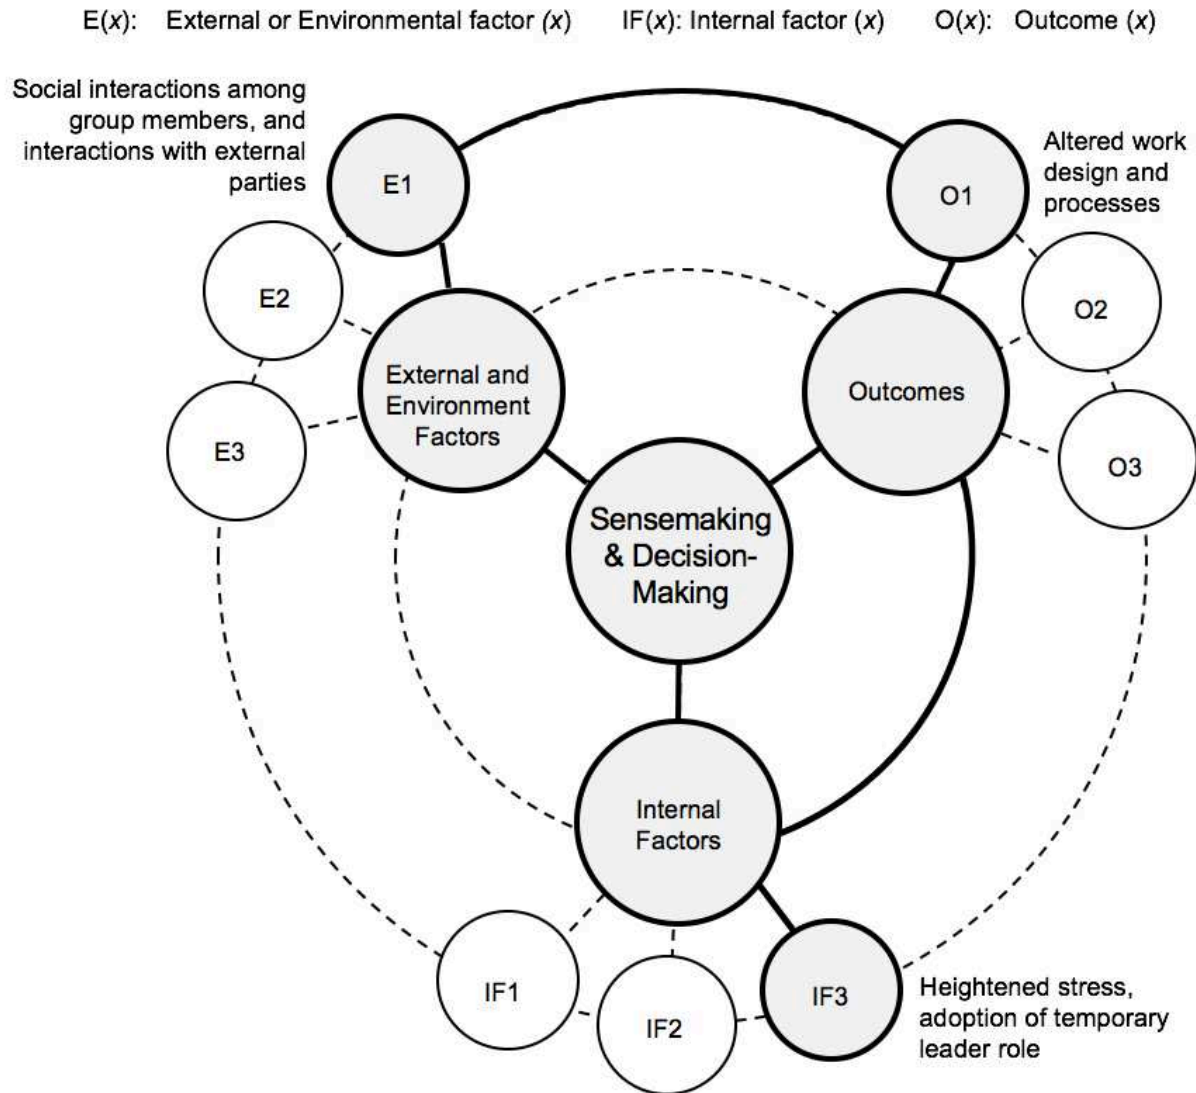 E(x): External or Environmental factor (x) IF(x): Internal factor (x) O(x): Outcome (x)
Social interactions among
group members, and
interactions with external
parties
E1
O1
Altered work
design and
processes
E2
O2
External and
Environment
Factors
Outcomes
E3
O3
Sensemaking
& Decision-
Making
Internal
Factors
IF1
IF2
IF3
Heightened stress,
adoption of temporary
leader role